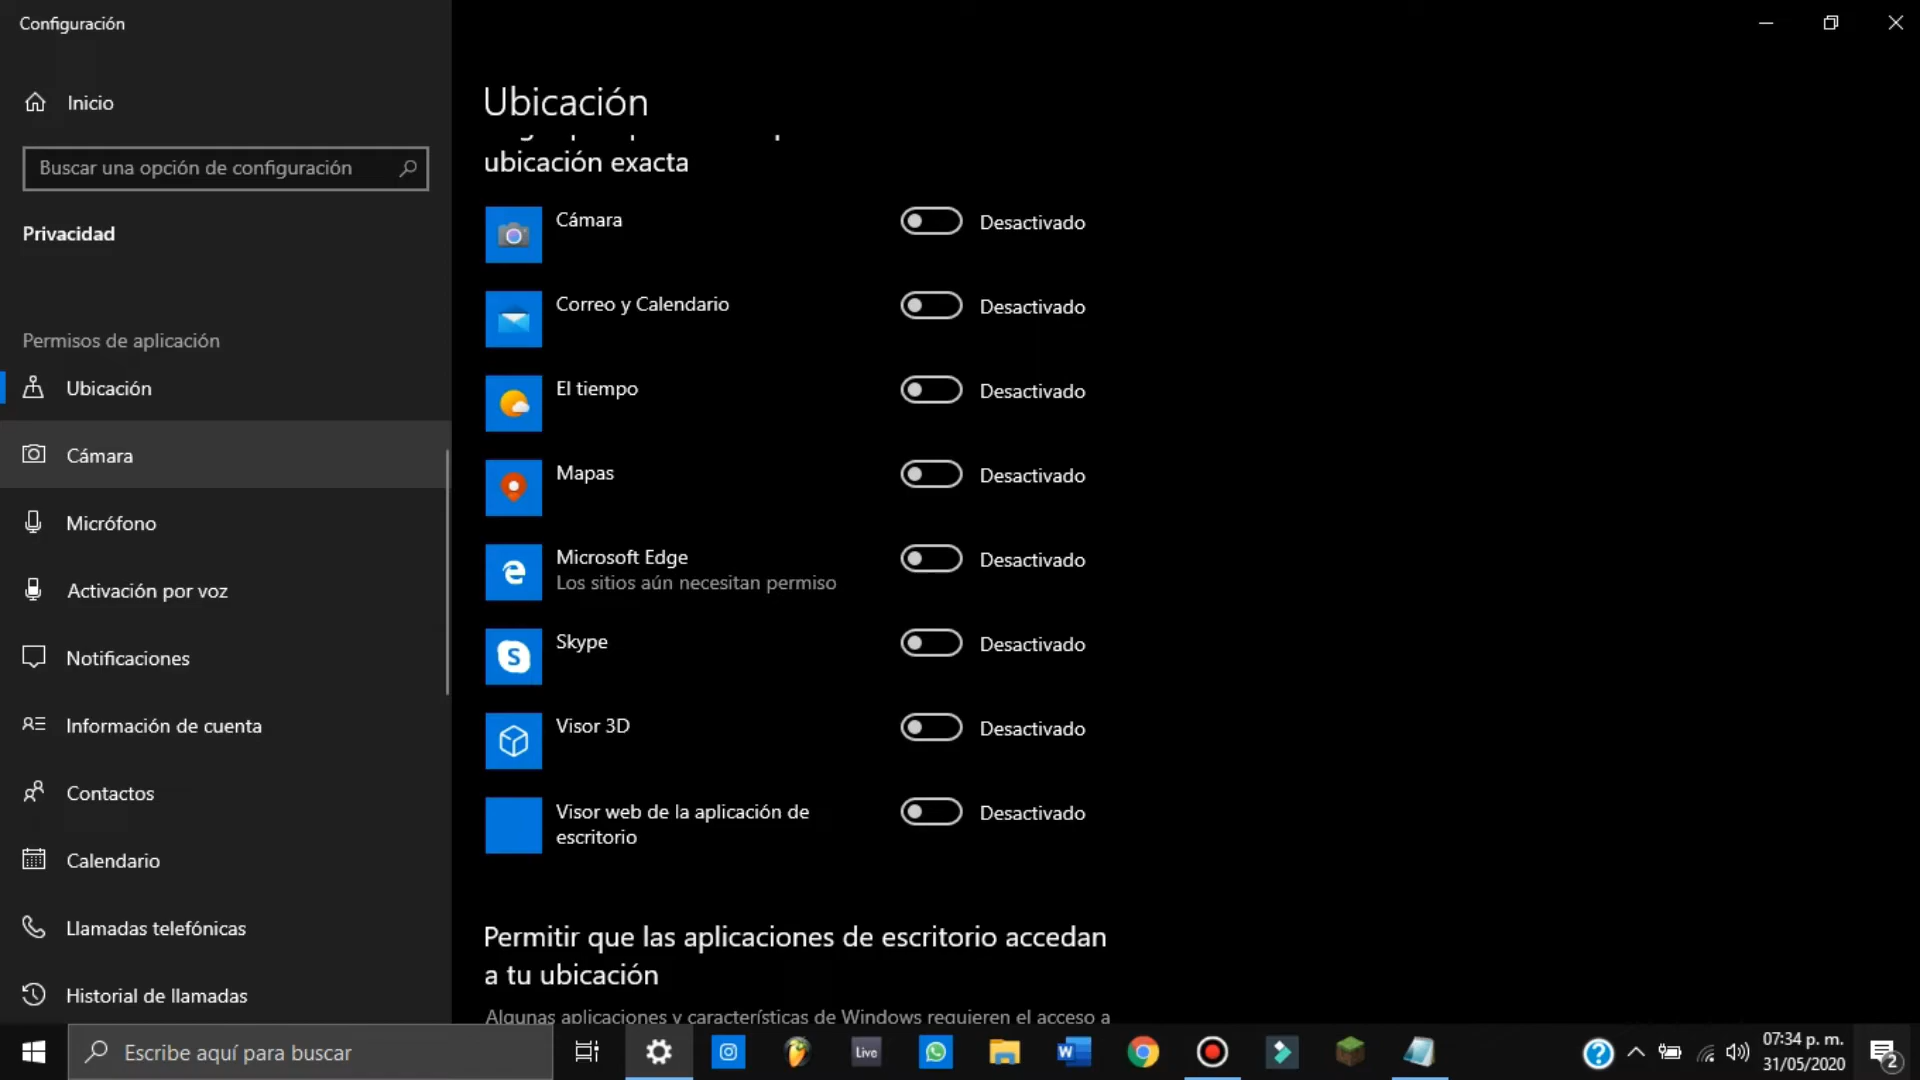 Configuración
Inicio
Buscar una opción de configuración
Privacidad
Permisos de aplicación
Ubicación
Cámara
Micrófono
Activación por voz
Notificaciones
Información de cuenta
Contactos
Calendario
Llamadas telefónicas
Historial de llamadas
Ubicación
ubicación exacta
Cámara
Desactivado
Correo y Calendario
Desactivado
El tiempo
Desactivado
Mapas
Desactivado
Microsoft Edge
Los sitios aún necesitan permiso
Desactivado
Skype
Desactivado
Visor 3D
Desactivado
Visor web de la aplicación de
escritorio
Desactivado
Permitir que las aplicaciones de escritorio accedan
a tu ubicación
Algunas aplicaciones y características de Windows requieren el acceso a
Escribe aquí para buscar
Live
07:34 p. m.
31/05/2020
2